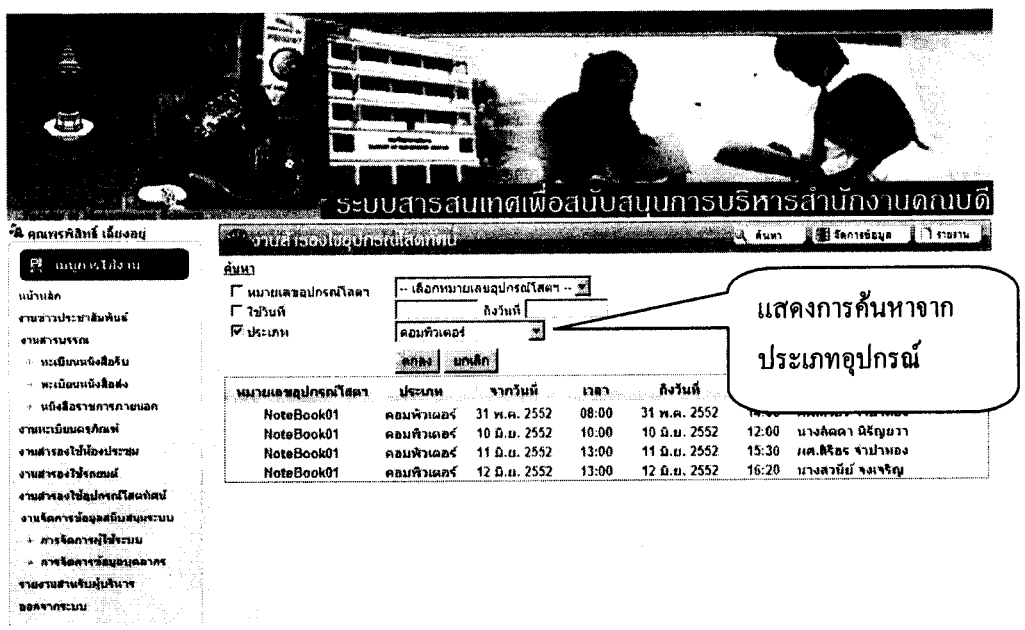 ระบบสารสนเทศเพื่อสนับสนุนการบริหารสำนักงานคณบดี
คุณพรพิสิทธิ์ เฉี่ยงอยู่
เมนูการใช้งาน
หน้าหลัก
งานข่าวประชาสัมพันธ์
งานสารบรรณ
ทะเบียนหนังสือรับ
ทะเบียนหนังสือส่ง
หนังสือราชการภายนอก
งานทะเบียนครุภัณฑ์
งานสำรองใช้ห้องประชุม
งานสำรองใช้รถยนต์
งานสำรองใช้อุปกรณ์โสตทัศน์
งานจัดการข้อมูลสนับสนุนระบบ
การจัดการผู้ใช้ระบบ
การจัดการข้อมูลบุคลากร
รายงานสำหรับผู้บริหาร
ออกจากระบบ
งานสำรองใช้อุปกรณ์โสตทัศน์
ค้นหา จัดการข้อมูล รายงาน
ค้นหา
หมายเลขอุปกรณ์โสตฯ -- เลือกหมายเลขอุปกรณ์โสตฯ --
ใช้วันที่ ถึงวันที่
ประเภท คอมพิวเตอร์
ตกลง ยกเลิก
แสดงการค้นหาจาก
ประเภทอุปกรณ์
หมายเลขอุปกรณ์โสตฯ ประเภท จากวันที่ เวลา ถึงวันที่
NoteBook01 คอมพิวเตอร์ 31 พ.ค. 2552 08:00 31 พ.ค. 2552
NoteBook01 คอมพิวเตอร์ 10 มิ.ย. 2552 10:00 10 มิ.ย. 2552 12:00 นางลัดดา นิรัญยวา
NoteBook01 คอมพิวเตอร์ 11 มิ.ย. 2552 13:00 11 มิ.ย. 2552 15:30 ผศ.สิริอร จำปาทอง
NoteBook01 คอมพิวเตอร์ 12 มิ.ย. 2552 13:00 12 มิ.ย. 2552 16:20 นางสวนีย์ จงเจริญ